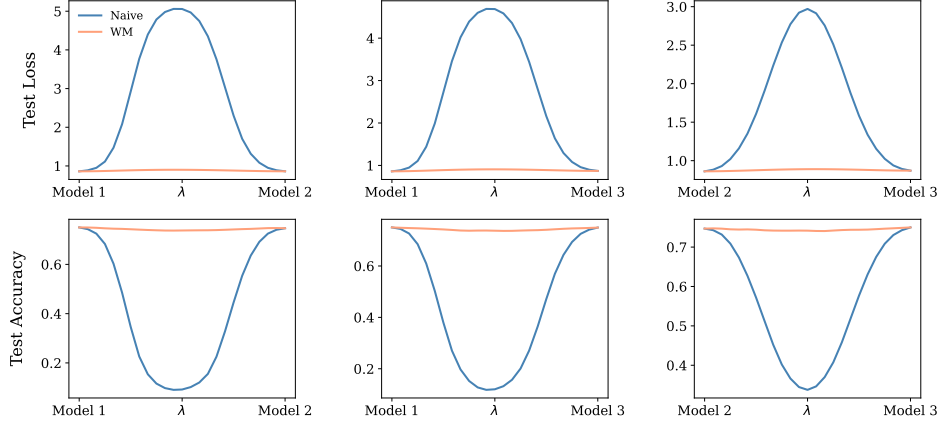 Test Loss
5
4
3
2
1
Naive
WM
Model 1 λ Model 2
4
3
2
1
Model 1 λ Model 3
3.0
2.5
2.0
1.5
1.0
Model 2 λ Model 3
Test Accuracy
0.6
0.4
0.2
Model 1 λ Model 2
0.6
0.4
0.2
Model 1 λ Model 3
0.7
0.6
0.5
0.4
Model 2 λ Model 3